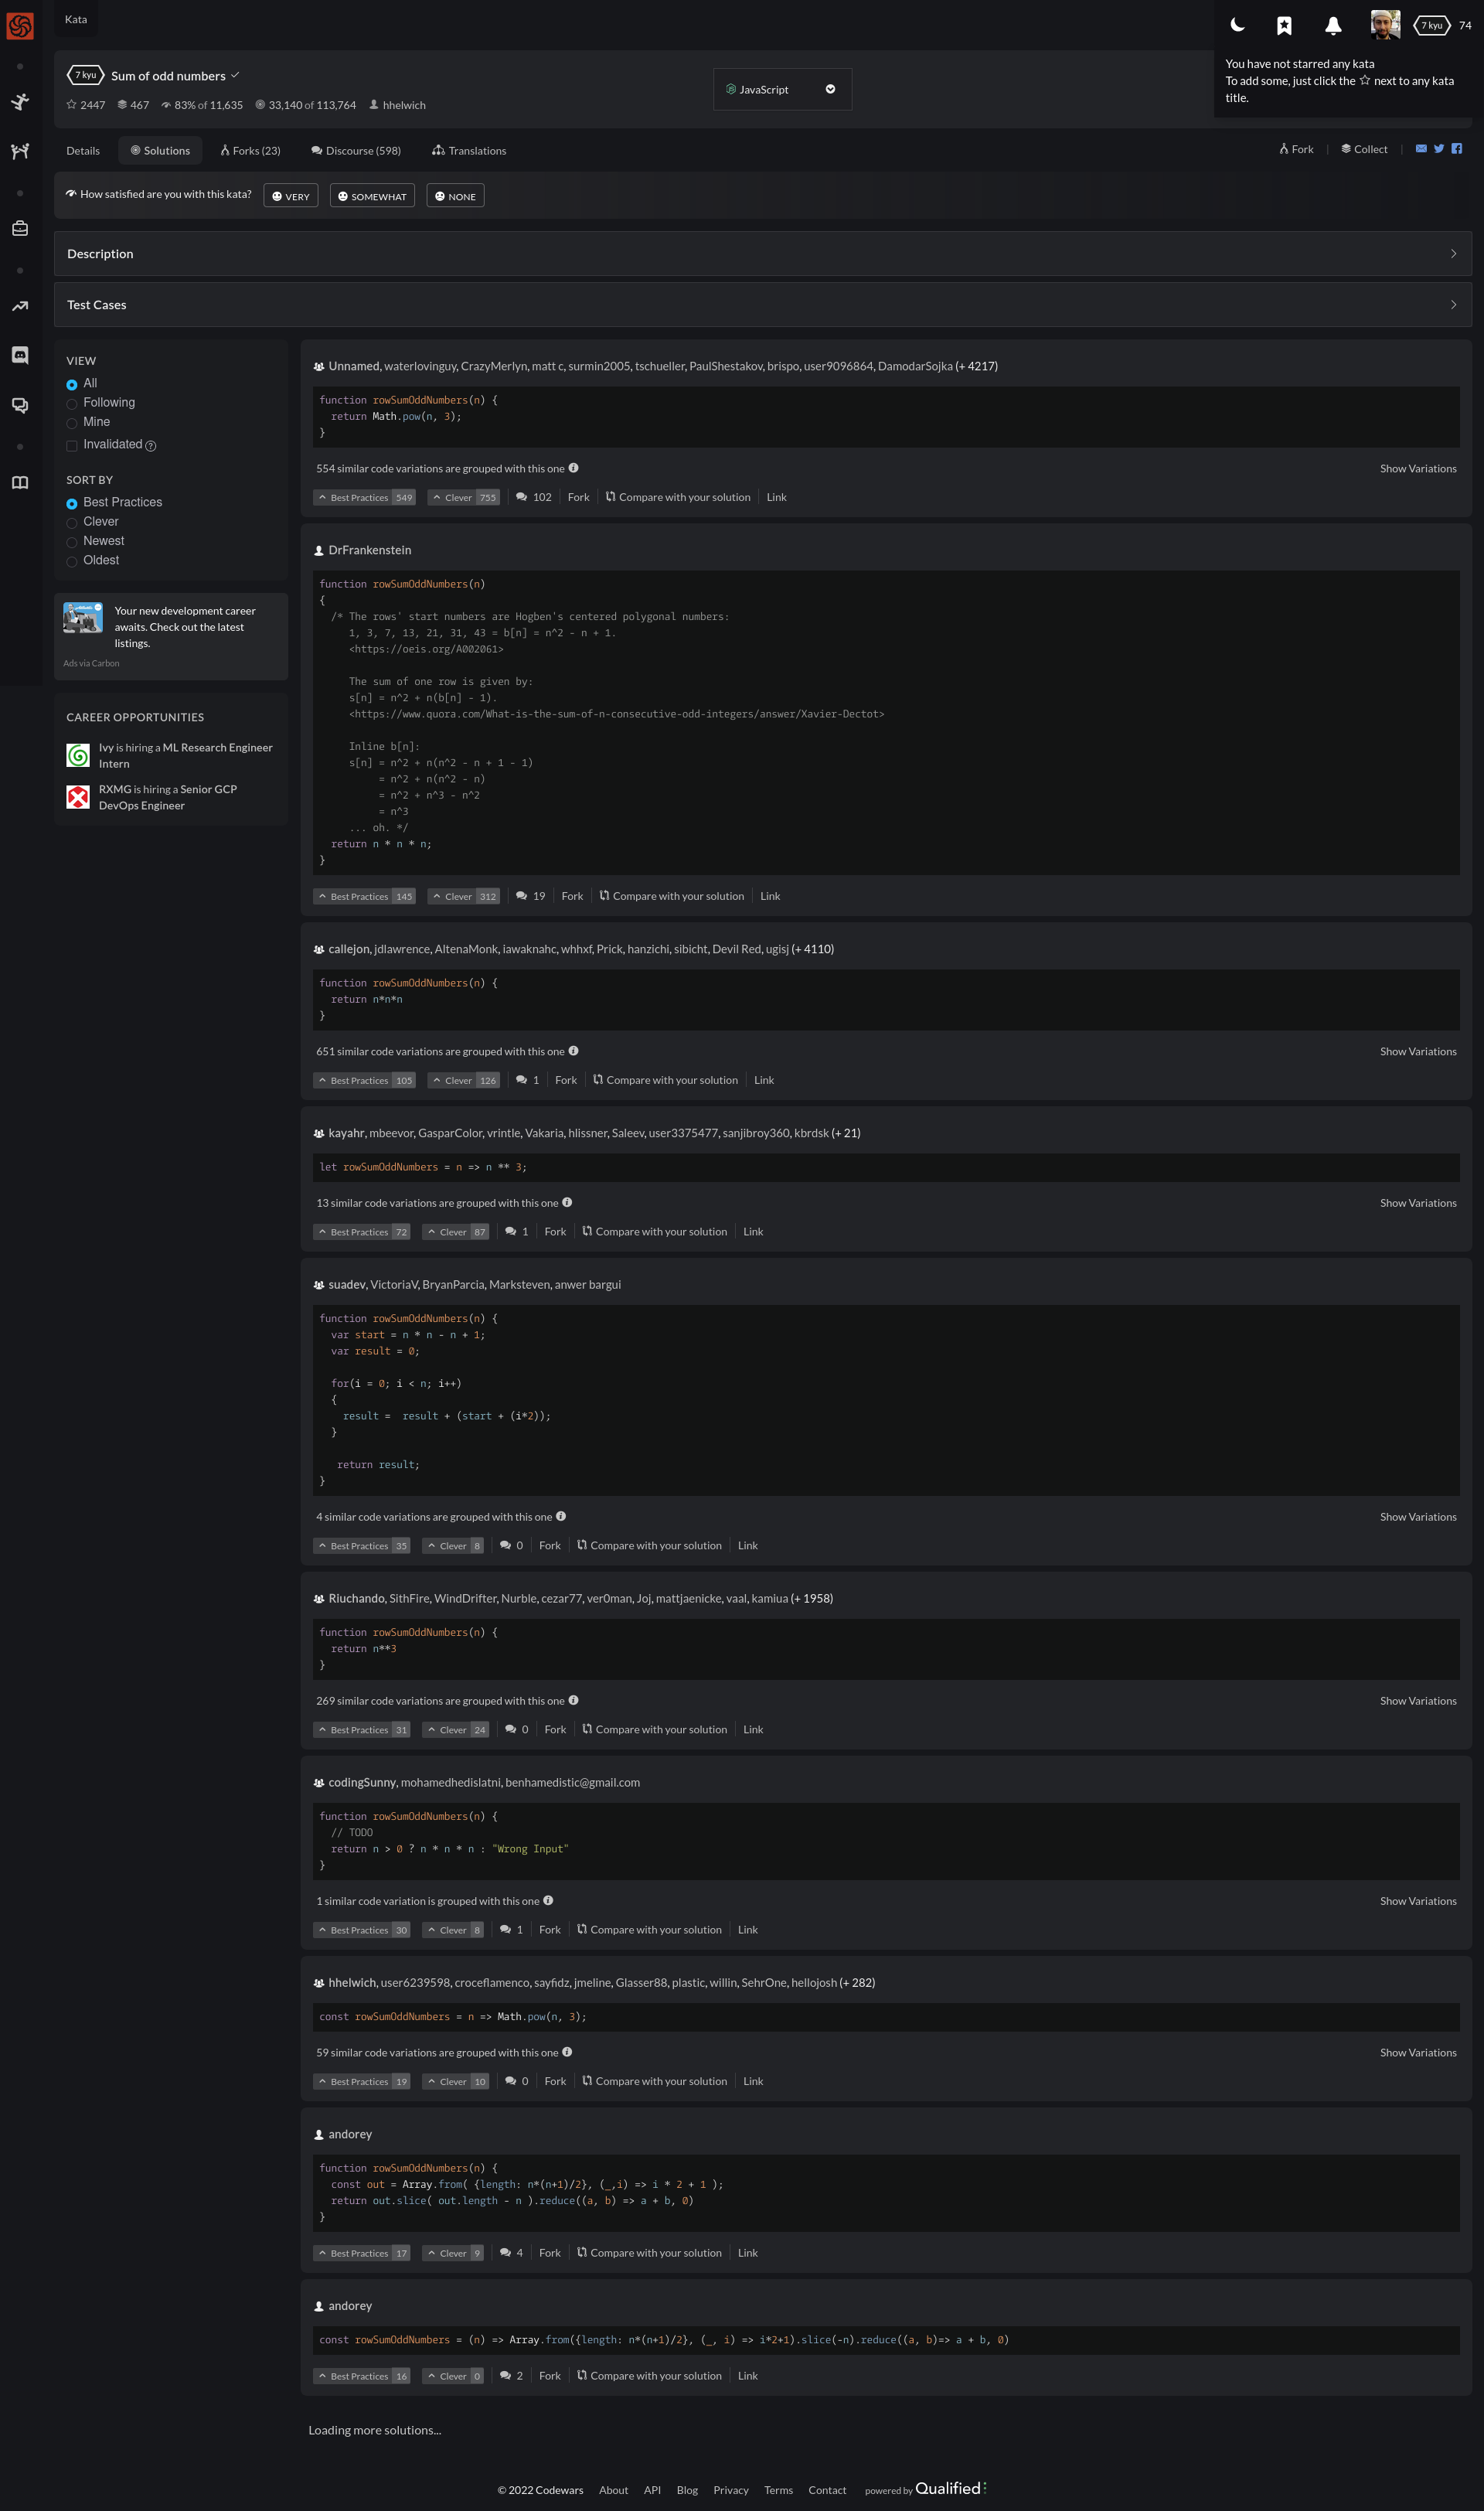 Kata
7 kyu 74
You have not starred any kata
To add some, just click the ☆ next to any kata
title.
7 kyu Sum of odd numbers
2447 467 83% of 11,635 33,140 of 113,764 hhelwich
JavaScript
Details Solutions Forks (23) Discourse (598) Translations
Fork | Collect |
How satisfied are you with this kata? VERY SOMEWHAT NONE
Description
Test Cases
VIEW
All
Following
Mine
Invalidated ?
SORT BY
Best Practices
Clever
Newest
Oldest
Your new development career
awaits. Check out the latest
listings.
Ads via Carbon
CAREER OPPORTUNITIES
Ivy is hiring a ML Research Engineer
Intern
RXMG is hiring a Senior GCP
DevOps Engineer
Unnamed, waterlovinguy, CrazyMerlyn, matt c, surmin2005, tschueller, PaulShestakov, brispo, user9096864, DamodarSojka (+ 4217)
function rowSumOddNumbers(n) {
  return Math.pow(n, 3);
}
554 similar code variations are grouped with this one Show Variations
Best Practices 549 Clever 755 102 Fork Compare with your solution Link
DrFrankenstein
function rowSumOddNumbers(n)
{
  /* The rows' start numbers are Hogben's centered polygonal numbers:
     1, 3, 7, 13, 21, 31, 43 = b[n] = n^2 - n + 1.
     <https://oeis.org/A002061>
     The sum of one row is given by:
     s[n] = n^2 + n(b[n] - 1).
     <https://www.quora.com/What-is-the-sum-of-n-consecutive-odd-integers/answer/Xavier-Dectot>
     Inline b[n]:
     s[n] = n^2 + n(n^2 - n + 1 - 1)
          = n^2 + n(n^2 - n)
          = n^2 + n^3 - n^2
          = n^3
     ... oh. */
  return n * n * n;
}
Best Practices 145 Clever 312 19 Fork Compare with your solution Link
callejon, jdlawrence, AltenaMonk, iawaknahc, whhxf, Prick, hanzichi, sibicht, Devil Red, ugisj (+ 4110)
function rowSumOddNumbers(n) {
  return n*n*n
}
651 similar code variations are grouped with this one Show Variations
Best Practices 105 Clever 126 1 Fork Compare with your solution Link
kayahr, mbeevor, GasparColor, vrintle, Vakaria, hlissner, Saleev, user3375477, sanjibroy360, kbrdsk (+ 21)
let rowSumOddNumbers = n => n ** 3;
13 similar code variations are grouped with this one Show Variations
Best Practices 72 Clever 87 1 Fork Compare with your solution Link
suadev, VictoriaV, BryanParcia, Marksteven, anwer bargui
function rowSumOddNumbers(n) {
  var start = n * n - n + 1;
  var result = 0;
  for(i = 0; i < n; i++)
  {
    result =  result + (start + (i*2));
  }
   return result;
}
4 similar code variations are grouped with this one Show Variations
Best Practices 35 Clever 8 0 Fork Compare with your solution Link
Riuchando, SithFire, WindDrifter, Nurble, cezar77, ver0man, Joj, mattjaenicke, vaal, kamiua (+ 1958)
function rowSumOddNumbers(n) {
  return n**3
}
269 similar code variations are grouped with this one Show Variations
Best Practices 31 Clever 24 0 Fork Compare with your solution Link
codingSunny, mohamedhedislatni, benhamedistic@gmail.com
function rowSumOddNumbers(n) {
  // TODO
  return n > 0 ? n * n * n : "Wrong Input"
}
1 similar code variation is grouped with this one Show Variations
Best Practices 30 Clever 8 1 Fork Compare with your solution Link
hhelwich, user6239598, croceflamenco, sayfidz, jmeline, Glasser88, plastic, willin, SehrOne, hellojosh (+ 282)
const rowSumOddNumbers = n => Math.pow(n, 3);
59 similar code variations are grouped with this one Show Variations
Best Practices 19 Clever 10 0 Fork Compare with your solution Link
andorey
function rowSumOddNumbers(n) {
  const out = Array.from( {length: n*(n+1)/2}, (_,i) => i * 2 + 1 );
  return out.slice( out.length - n ).reduce((a, b) => a + b, 0)
}
Best Practices 17 Clever 9 4 Fork Compare with your solution Link
andorey
const rowSumOddNumbers = (n) => Array.from({length: n*(n+1)/2}, (_, i) => i*2+1).slice(-n).reduce((a, b)=> a + b, 0)
Best Practices 16 Clever 0 2 Fork Compare with your solution Link
Loading more solutions...
© 2022 Codewars About API Blog Privacy Terms Contact powered by Qualified